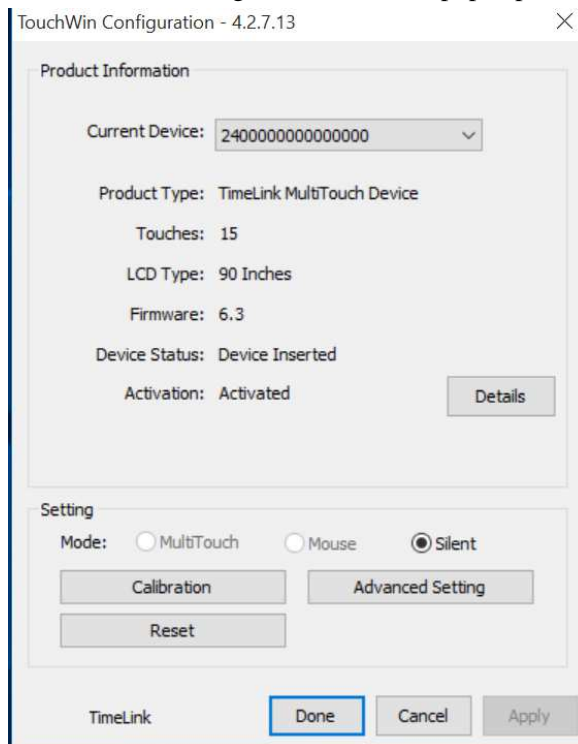 TouchWin Configuration - 4.2.7.13
Product Information
Current Device: 2400000000000000
Product Type: TimeLink MultiTouch Device
Touches: 15
LCD Type: 90 Inches
Firmware: 6.3
Device Status: Device Inserted
Activation: Activated
Details
Setting
Mode: MultiTouch Mouse Silent
Calibration Advanced Setting
Reset
TimeLink Done Cancel Apply